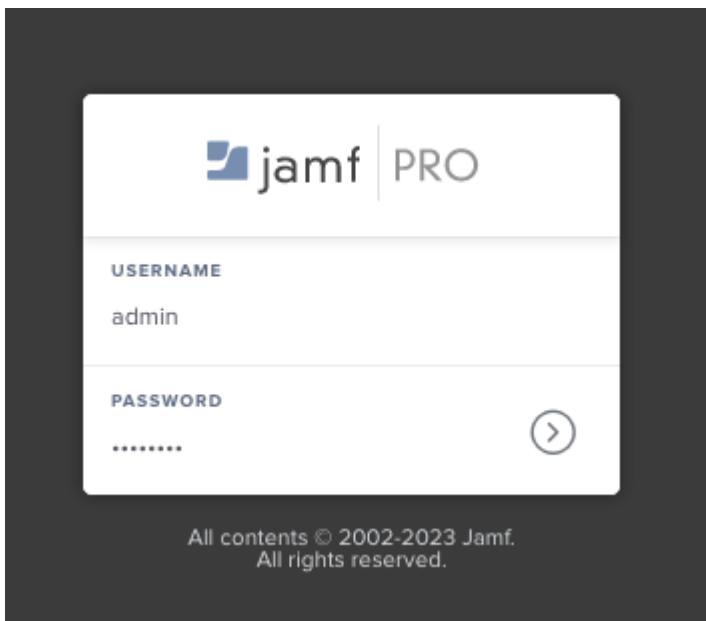 jamf PRO
USERNAME
admin
PASSWORD
••••••••
All contents © 2002-2023 Jamf.
All rights reserved.